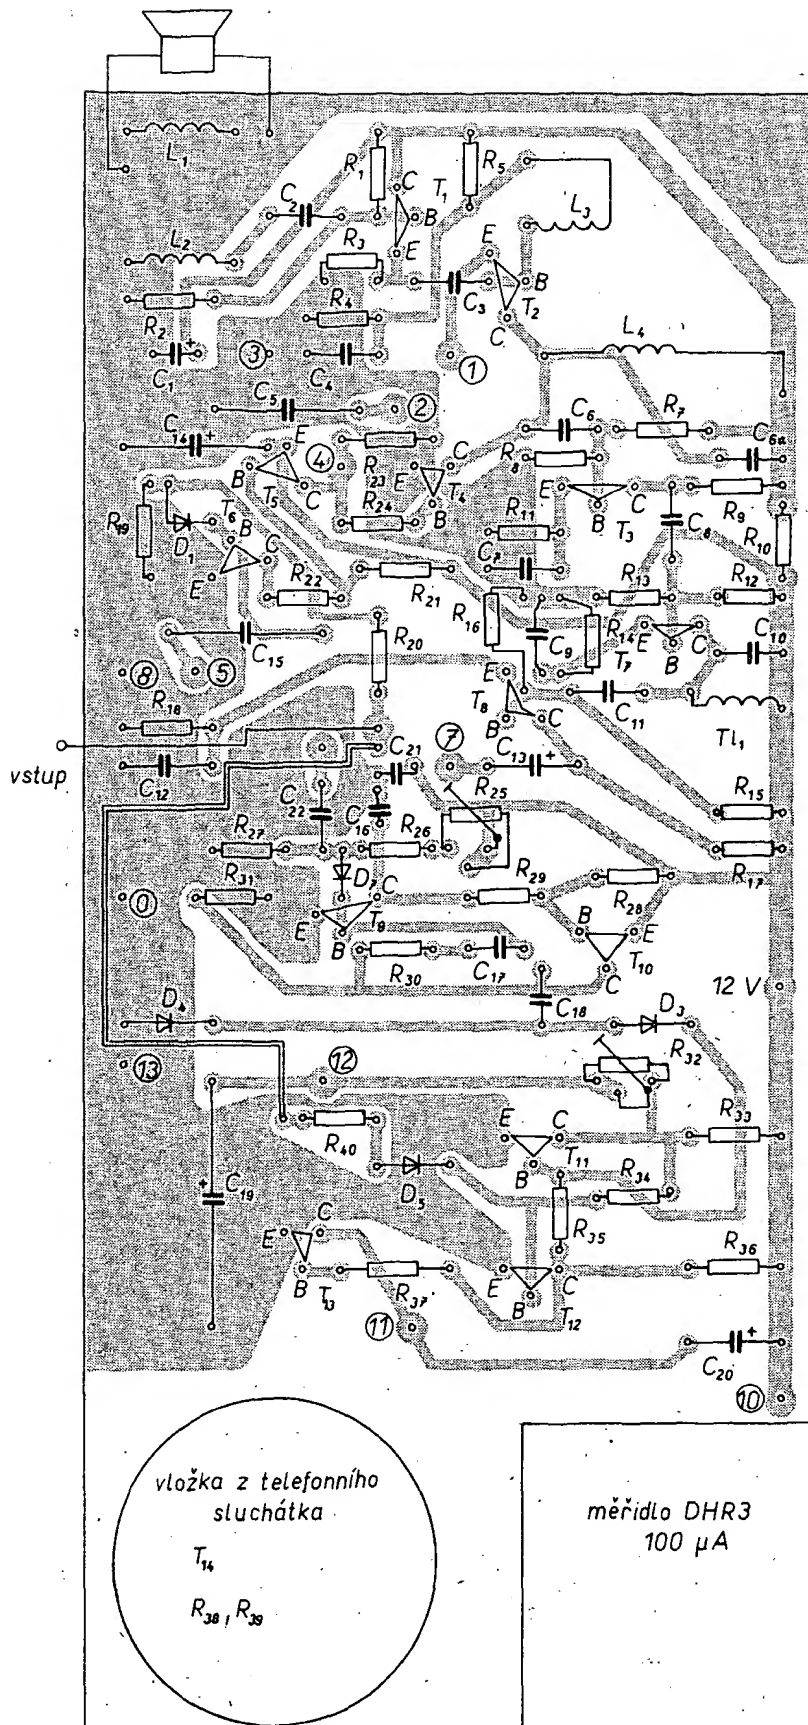 L₁
R₁
C
T₁
R₅
C₂
B
L₃
L₂
R₃
E
E
B
C₃
T₂
R₂
R₄
C
L₄
C₁
+
③
C₄
①
C₅
②
C₆
R₇
C₁₄
+
E
④
C₆ₐ
B
T₅
C
R₂₃
E
C
T₄
R₈
B
R₁₉
D₁
T₆
R₂₄
R₁₁
E
C
B
T₃
C₈
R₉
R₁₀
B
C
E
R₂₂
R₂₁
C₇
R₁₃
R₁₂
R₁₆
C₁₅
R₂₀
C₉
R₁₄
E
C
B
T₇
C₁₀
⑧
⑤
E
T₈
B
C
C₁₁
Tl₁
R₁₈
vstup
C₁₂
C₂₁
⑦
C₁₃
+
C₂₂
C₁₆
R₂₅
R₁₅
R₂₇
R₂₆
R₁₇
D₂
R₃₁
⓪
C
E
T₉
B
R₂₉
R₂₈
B
E
T₁₀
C
R₃₀
C₁₇
12 V
C₁₈
D₄
D₃
⑬
⑫
R₃₂
R₄₀
E
C
B
T₁₁
R₃₃
D₅
R₃₄
+
C₁₉
E
C
B
T₁₃
R₃₅
R₃₇
E
C
B
T₁₂
R₃₆
⑪
C₂₀
+
⑩
vložka z telefonního
sluchátka
T₁₄
R₃₈, R₃₉
měřidlo DHR3
100 μA